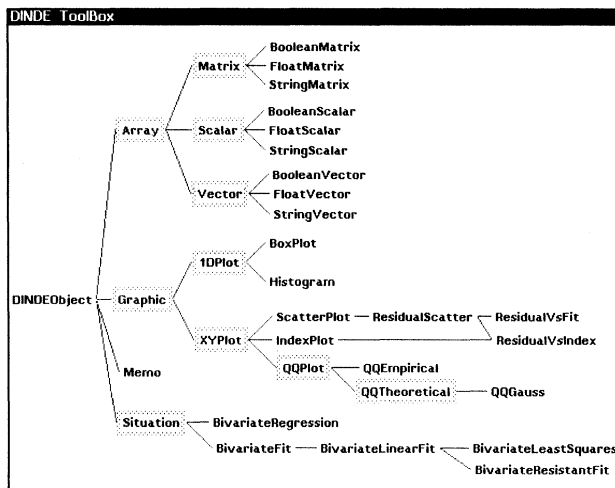 DINDE ToolBox
BooleanMatrix
Matrix FloatMatrix
StringMatrix
BooleanScalar
Array Scalar FloatScalar
StringScalar
BooleanVector
Vector FloatVector
StringVector
BoxPlot
1DPlot
Histogram
DINDEObject Graphic
ScatterPlot ResidualScatter ResidualVsFit
XYPlot IndexPlot ResidualVsIndex
QQPlot QQEmpirical
Memo
QQTheoretical QQGauss
Situation BivariateRegression
BivariateFit BivariateLinearFit BivariateLeastSquares
BivariateResistantFit